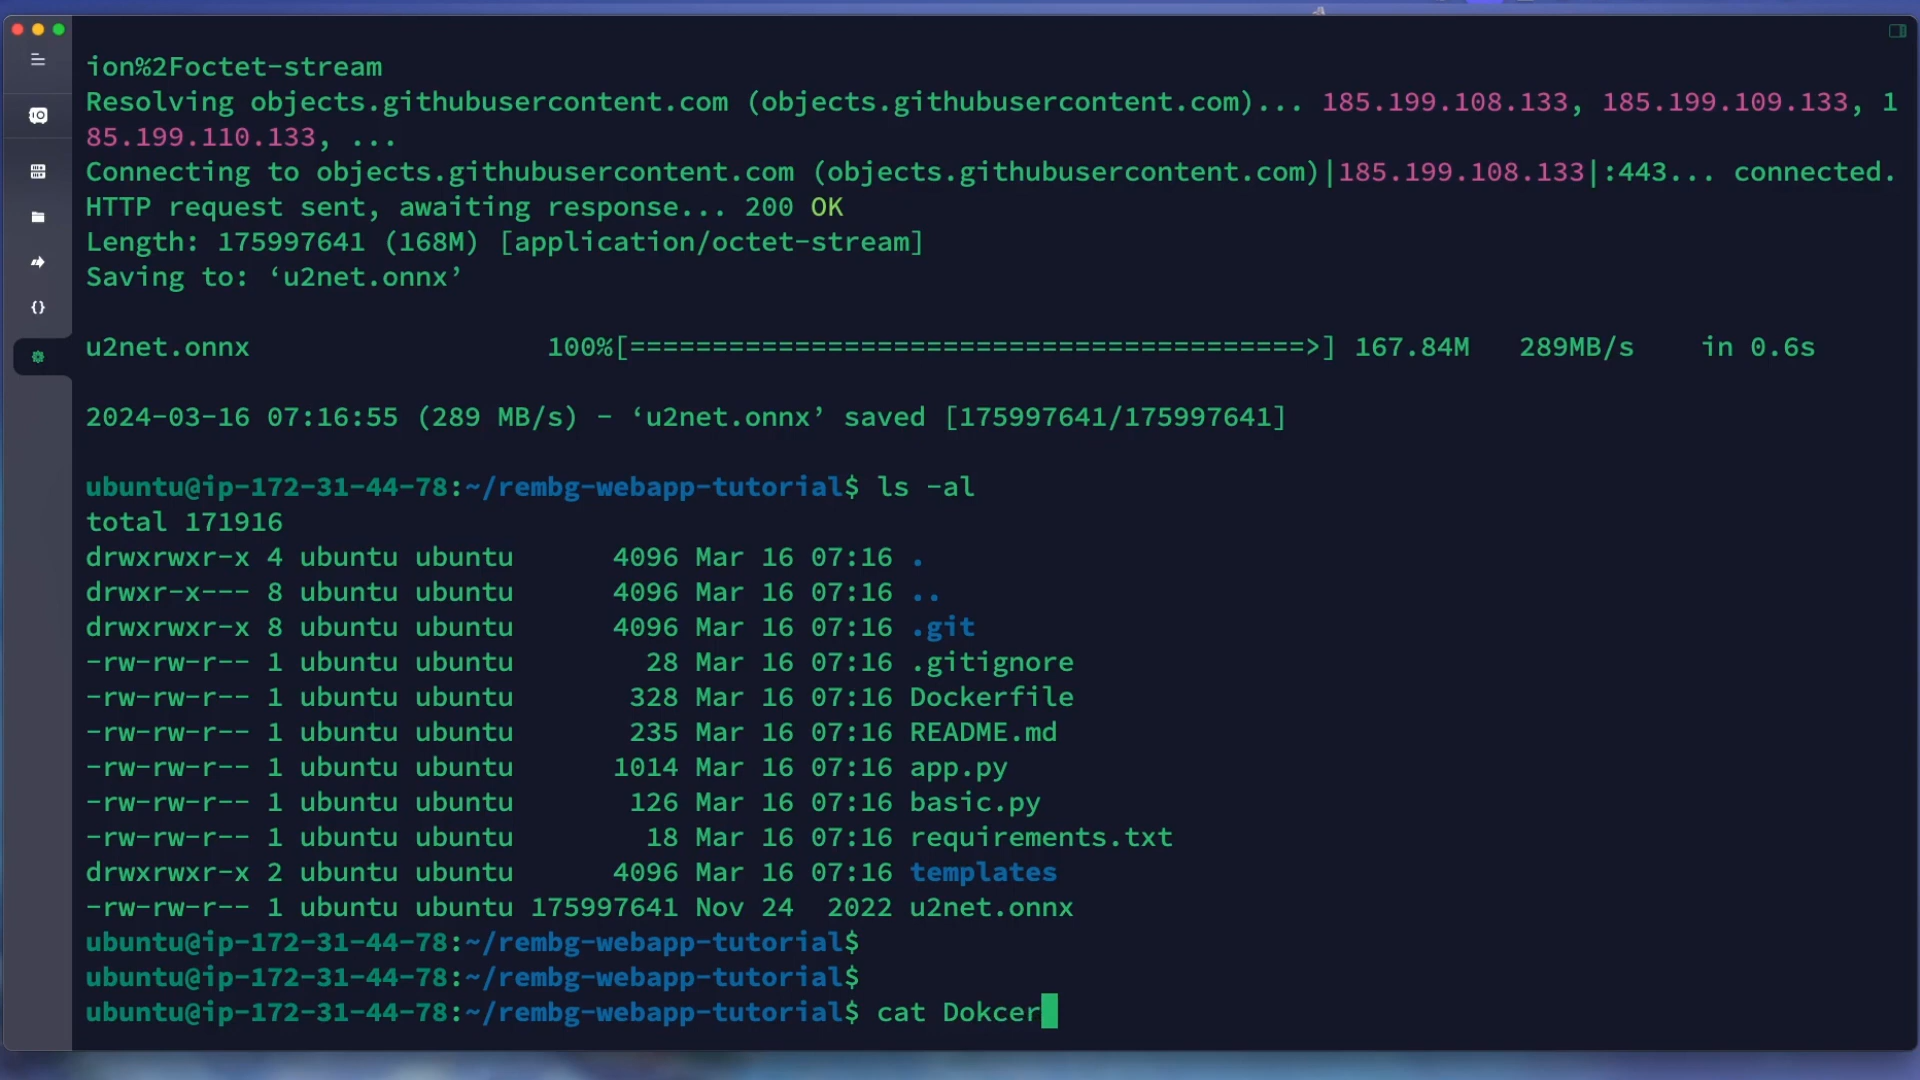 ion%2Foctet-stream
Resolving objects.githubusercontent.com (objects.githubusercontent.com)... 185.199.108.133, 185.199.109.133, 1
85.199.110.133, ...
Connecting to objects.githubusercontent.com (objects.githubusercontent.com)|185.199.108.133|:443... connected.
HTTP request sent, awaiting response... 200 OK
Length: 175997641 (168M) [application/octet-stream]
Saving to: ‘u2net.onnx’
u2net.onnx 100%[=========================================>] 167.84M 289MB/s in 0.6s
2024-03-16 07:16:55 (289 MB/s) - ‘u2net.onnx’ saved [175997641/175997641]
ubuntu@ip-172-31-44-78:~/rembg-webapp-tutorial$ ls -al
total 171916
drwxrwxr-x 4 ubuntu ubuntu 4096 Mar 16 07:16 .
drwxr-x--- 8 ubuntu ubuntu 4096 Mar 16 07:16 ..
drwxrwxr-x 8 ubuntu ubuntu 4096 Mar 16 07:16 .git
-rw-rw-r-- 1 ubuntu ubuntu 28 Mar 16 07:16 .gitignore
-rw-rw-r-- 1 ubuntu ubuntu 328 Mar 16 07:16 Dockerfile
-rw-rw-r-- 1 ubuntu ubuntu 235 Mar 16 07:16 README.md
-rw-rw-r-- 1 ubuntu ubuntu 1014 Mar 16 07:16 app.py
-rw-rw-r-- 1 ubuntu ubuntu 126 Mar 16 07:16 basic.py
-rw-rw-r-- 1 ubuntu ubuntu 18 Mar 16 07:16 requirements.txt
drwxrwxr-x 2 ubuntu ubuntu 4096 Mar 16 07:16 templates
-rw-rw-r-- 1 ubuntu ubuntu 175997641 Nov 24 2022 u2net.onnx
ubuntu@ip-172-31-44-78:~/rembg-webapp-tutorial$
ubuntu@ip-172-31-44-78:~/rembg-webapp-tutorial$
ubuntu@ip-172-31-44-78:~/rembg-webapp-tutorial$ cat Dokcer